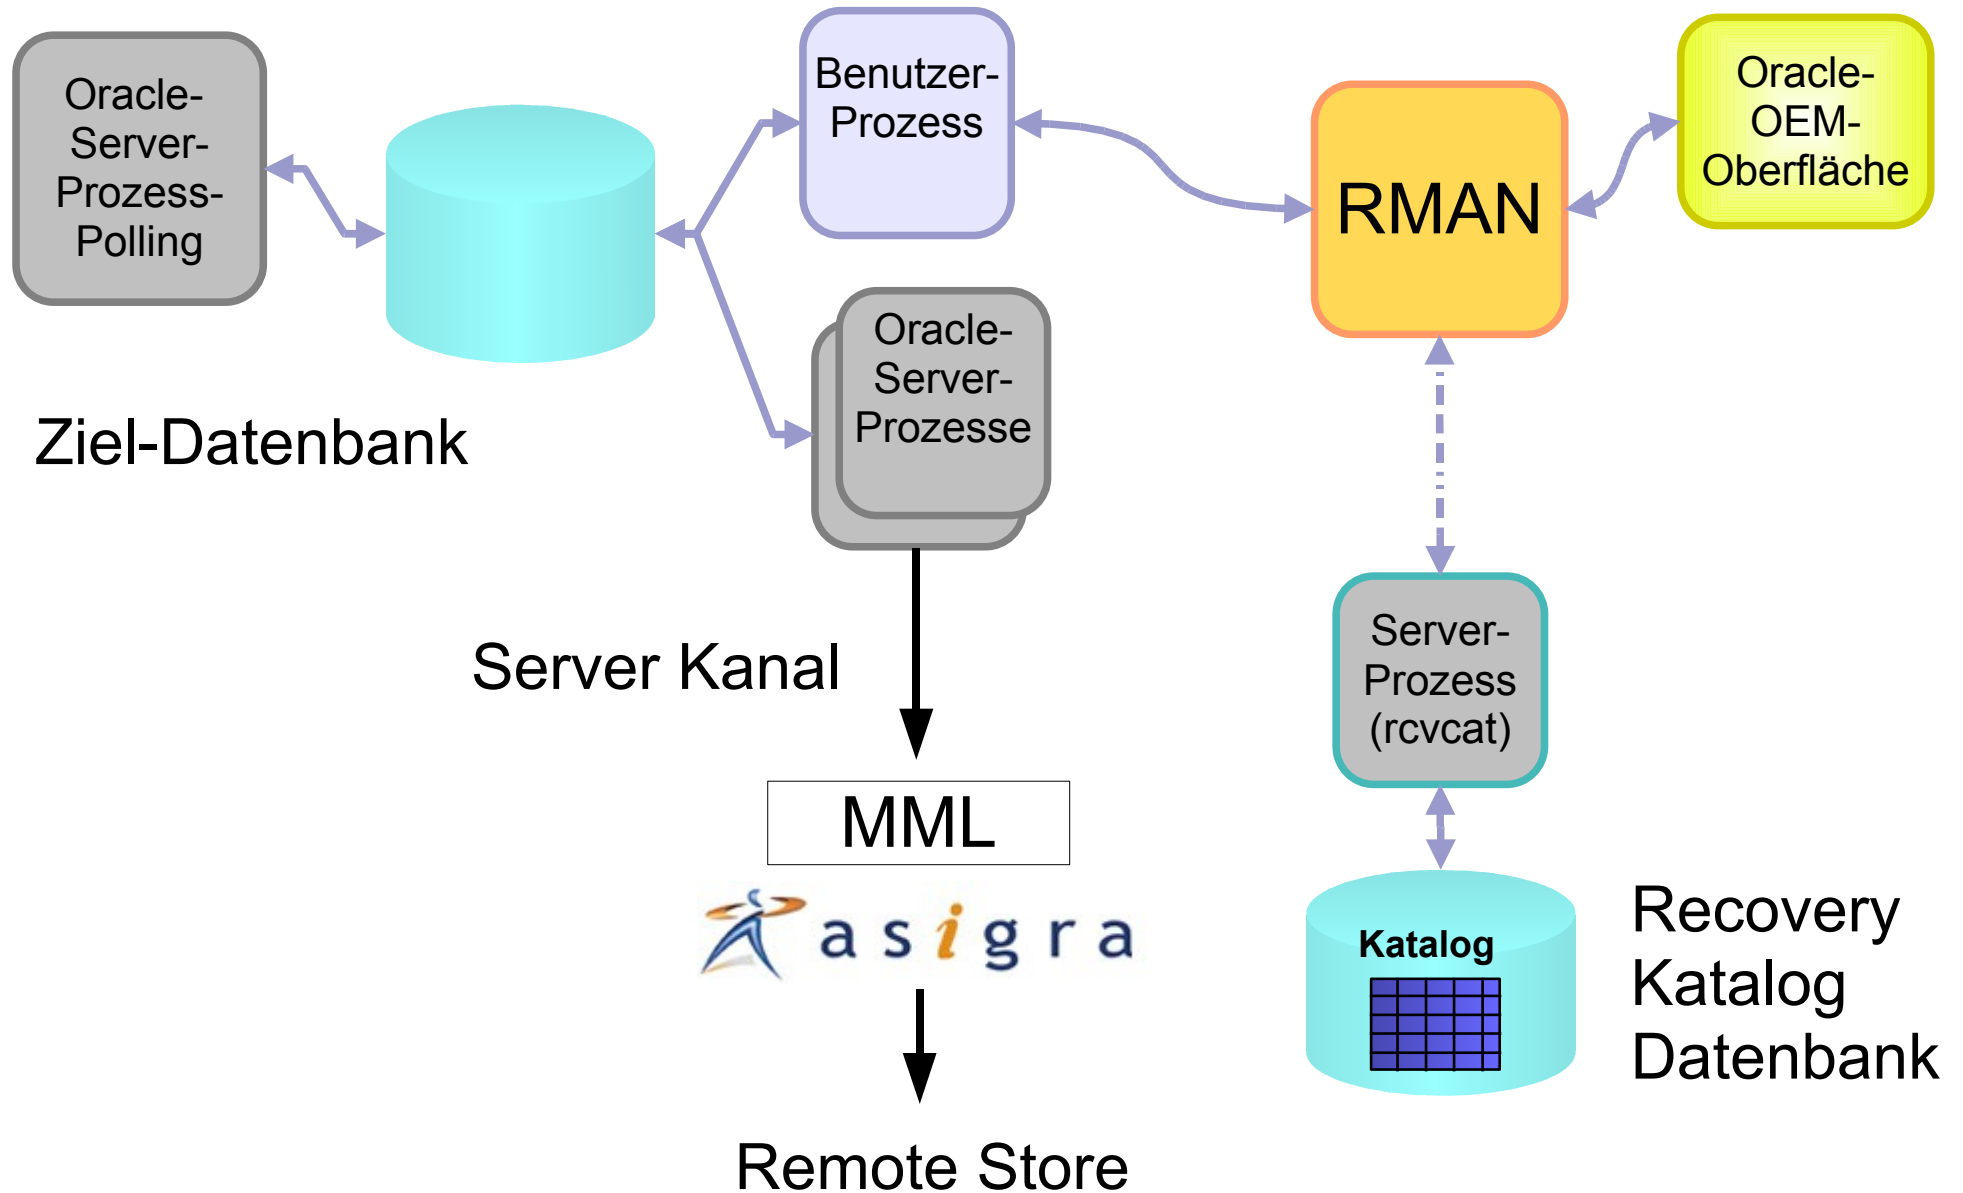 Oracle-
Server-
Prozess-
Polling
Benutzer-
Prozess
RMAN
Oracle-
OEM-
Oberfläche
Oracle-
Server-
Prozesse
Ziel-Datenbank
Server Kanal
Server-
Prozess
(rcvcat)
MML
asigra
Katalog
Recovery
Katalog
Datenbank
Remote Store